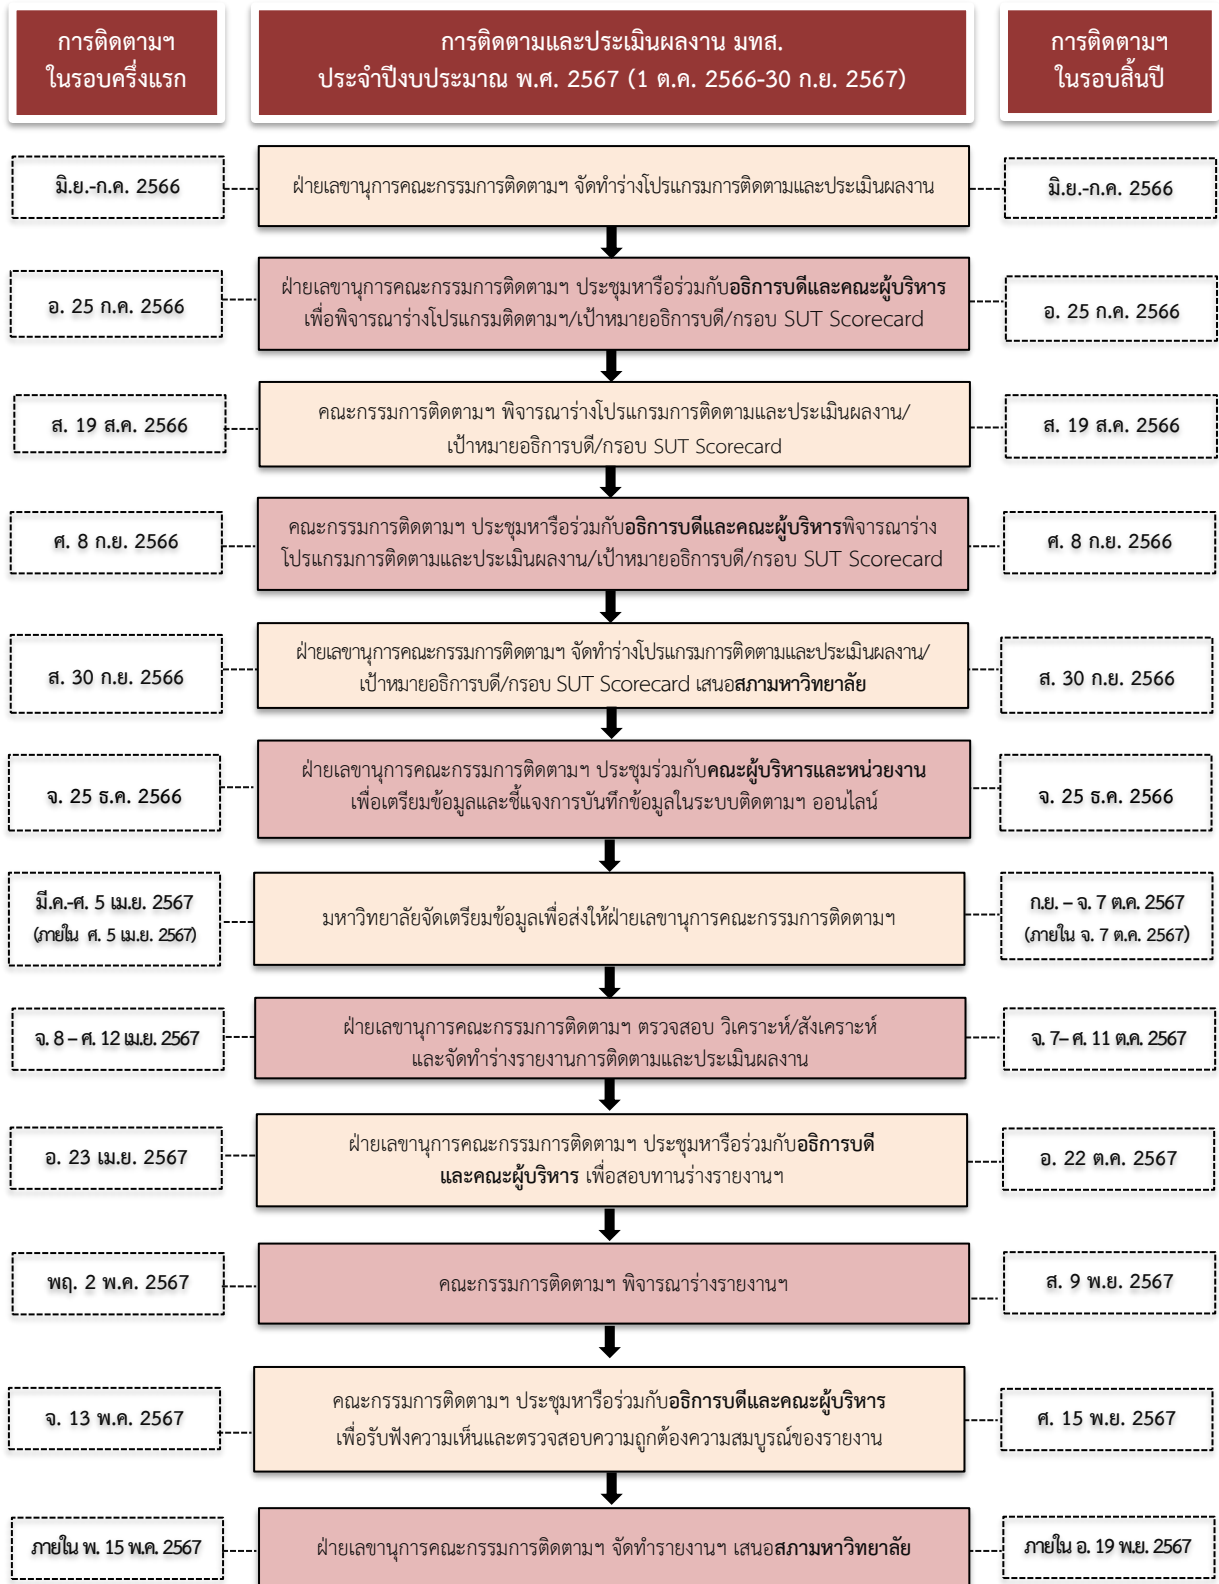 การติดตามฯ
ในรอบครึ่งแรก
การติดตามและประเมินผลงาน มทส.
ประจำปีงบประมาณ พ.ศ. 2567 (1 ต.ค. 2566-30 ก.ย. 2567)
การติดตามฯ
ในรอบสิ้นปี
มิ.ย.-ก.ค. 2566
ฝ่ายเลขานุการคณะกรรมการติดตามฯ จัดทำร่างโปรแกรมการติดตามและประเมินผลงาน
มิ.ย.-ก.ค. 2566
อ. 25 ก.ค. 2566
ฝ่ายเลขานุการคณะกรรมการติดตามฯ ประชุมหารือร่วมกับอธิการบดีและคณะผู้บริหาร
เพื่อพิจารณาร่างโปรแกรมติดตามฯ/เป้าหมายอธิการบดี/กรอบ SUT Scorecard
อ. 25 ก.ค. 2566
ส. 19 ส.ค. 2566
คณะกรรมการติดตามฯ พิจารณาร่างโปรแกรมการติดตามและประเมินผลงาน/
เป้าหมายอธิการบดี/กรอบ SUT Scorecard
ส. 19 ส.ค. 2566
ศ. 8 ก.ย. 2566
คณะกรรมการติดตามฯ ประชุมหารือร่วมกับอธิการบดีและคณะผู้บริหารพิจารณาร่าง
โปรแกรมการติดตามและประเมินผลงาน/เป้าหมายอธิการบดี/กรอบ SUT Scorecard
ศ. 8 ก.ย. 2566
ส. 30 ก.ย. 2566
ฝ่ายเลขานุการคณะกรรมการติดตามฯ จัดทำร่างโปรแกรมการติดตามและประเมินผลงาน/
เป้าหมายอธิการบดี/กรอบ SUT Scorecard เสนอสภามหาวิทยาลัย
ส. 30 ก.ย. 2566
จ. 25 ธ.ค. 2566
ฝ่ายเลขานุการคณะกรรมการติดตามฯ ประชุมร่วมกับคณะผู้บริหารและหน่วยงาน
เพื่อเตรียมข้อมูลและชี้แจงการบันทึกข้อมูลในระบบติดตามฯ ออนไลน์
จ. 25 ธ.ค. 2566
มี.ค.-ศ. 5 เม.ย. 2567
(ภายใน ศ. 5 เม.ย. 2567)
มหาวิทยาลัยจัดเตรียมข้อมูลเพื่อส่งให้ฝ่ายเลขานุการคณะกรรมการติดตามฯ
ก.ย. – จ. 7 ต.ค. 2567
(ภายใน จ. 7 ต.ค. 2567)
จ. 8 – ศ. 12 เม.ย. 2567
ฝ่ายเลขานุการคณะกรรมการติดตามฯ ตรวจสอบ วิเคราะห์/สังเคราะห์
และจัดทำร่างรายงานการติดตามและประเมินผลงาน
จ. 7– ศ. 11 ต.ค. 2567
อ. 23 เม.ย. 2567
ฝ่ายเลขานุการคณะกรรมการติดตามฯ ประชุมหารือร่วมกับอธิการบดี
และคณะผู้บริหาร เพื่อสอบทานร่างรายงานฯ
อ. 22 ต.ค. 2567
พฤ. 2 พ.ค. 2567
คณะกรรมการติดตามฯ พิจารณาร่างรายงานฯ
ส. 9 พ.ย. 2567
จ. 13 พ.ค. 2567
คณะกรรมการติดตามฯ ประชุมหารือร่วมกับอธิการบดีและคณะผู้บริหาร
เพื่อรับฟังความเห็นและตรวจสอบความถูกต้องความสมบูรณ์ของรายงาน
ศ. 15 พ.ย. 2567
ภายใน พ. 15 พ.ค. 2567
ฝ่ายเลขานุการคณะกรรมการติดตามฯ จัดทำรายงานฯ เสนอสภามหาวิทยาลัย
ภายใน อ. 19 พ.ย. 2567